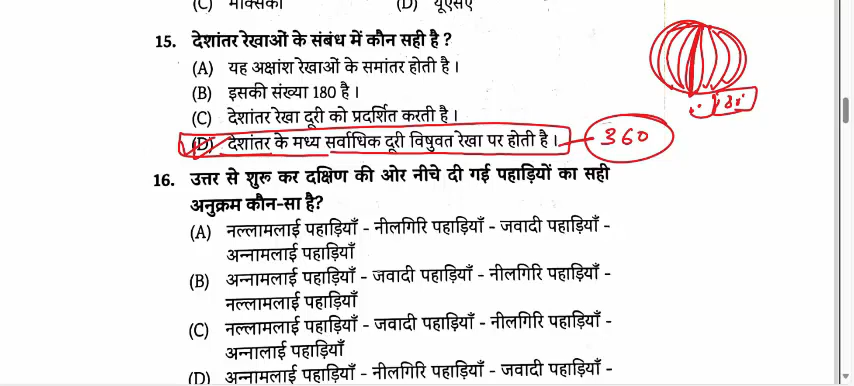 (C) मैक्सिको (D) यूएसए
15. देशांतर रेखाओं के संबंध में कौन सही है ?
(A) यह अक्षांश रेखाओं के समांतर होती है ।
(B) इसकी संख्या 180 है ।
(C) देशांतर रेखा दूरी को प्रदर्शित करती है ।
(D) देशांतर के मध्य सर्वाधिक दूरी विषुवत रेखा पर होती है ।
360
16. उत्तर से शुरू कर दक्षिण की ओर नीचे दी गई पहाड़ियों का सही
अनुक्रम कौन-सा है?
(A) नल्लामलाई पहाड़ियाँ - नीलगिरि पहाड़ियाँ - जवादी पहाड़ियाँ -
अन्नामलाई पहाड़ियाँ
(B) अन्नामलाई पहाड़ियाँ - जवादी पहाड़ियाँ - नीलगिरि पहाड़ियाँ -
नल्लामलाई पहाड़ियाँ
(C) नल्लामलाई पहाड़ियाँ - जवादी पहाड़ियाँ - नीलगिरि पहाड़ियाँ -
अन्नालाई पहाड़ियाँ
(D) अन्नामलाई पहाड़ियाँ - नीलगिरि पहाड़ियाँ - जवादी पहाड़ियाँ -